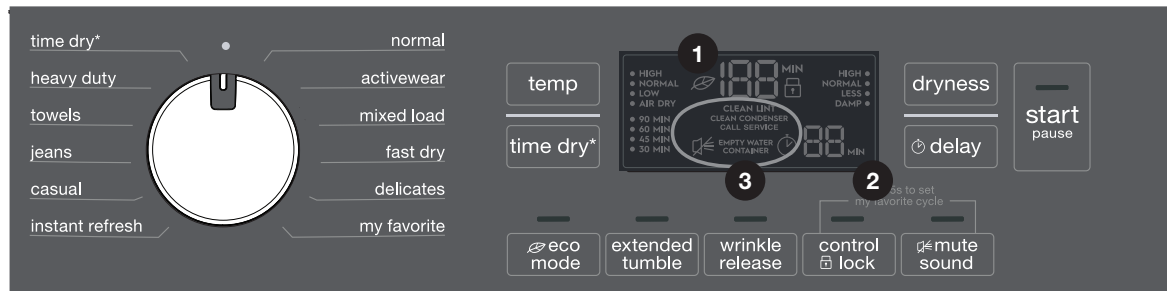 time dry*
heavy duty
towels
jeans
casual
instant refresh
normal
activewear
mixed load
fast dry
delicates
my favorite
temp
time dry*
1
• HIGH
• NORMAL
• LOW
• AIR DRY
• 90 MIN
• 60 MIN
• 45 MIN
• 30 MIN
188 MIN
CLEAN LINT
CLEAN CONDENSER
CALL SERVICE
EMPTY WATER
CONTAINER
HIGH •
NORMAL •
LESS •
DAMP •
88 MIN
3
2
dryness
delay
start
pause
5s to set
my favorite cycle
eco
mode
extended
tumble
wrinkle
release
control
lock
mute
sound